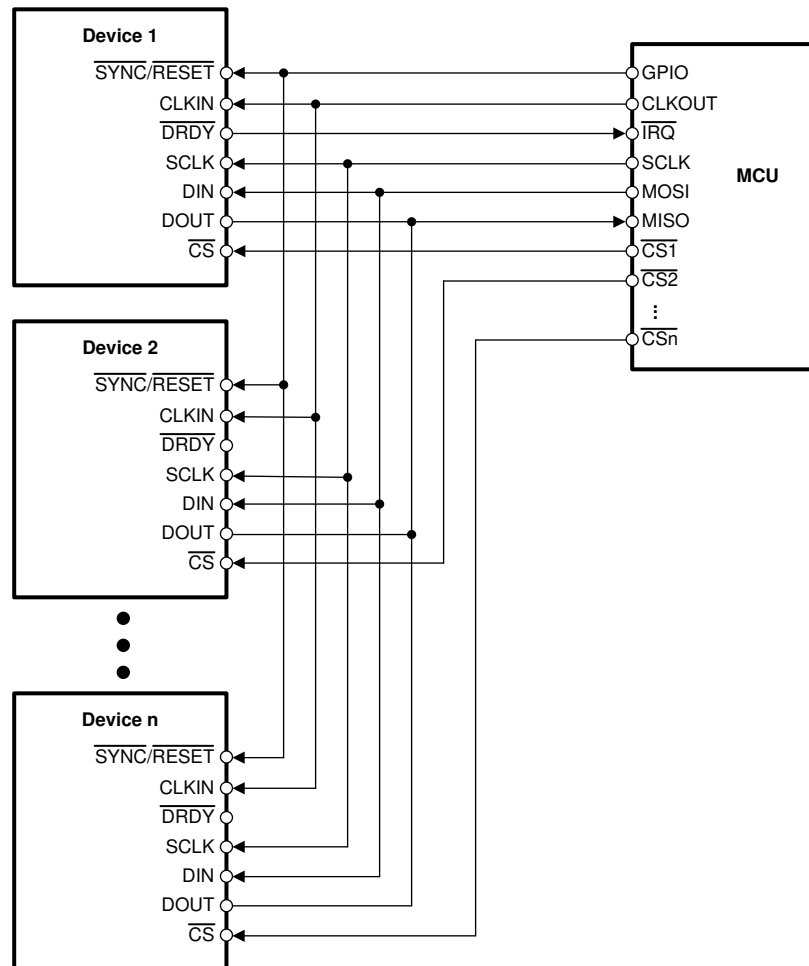 Device 1
SYNC/RESET
CLKIN
DRDY
SCLK
DIN
DOUT
CS
GPIO
CLKOUT
IRQ
SCLK
MOSI
MISO
CS1
CS2
⋮
CSn
MCU
Device 2
SYNC/RESET
CLKIN
DRDY
SCLK
DIN
DOUT
CS
Device n
SYNC/RESET
CLKIN
DRDY
SCLK
DIN
DOUT
CS